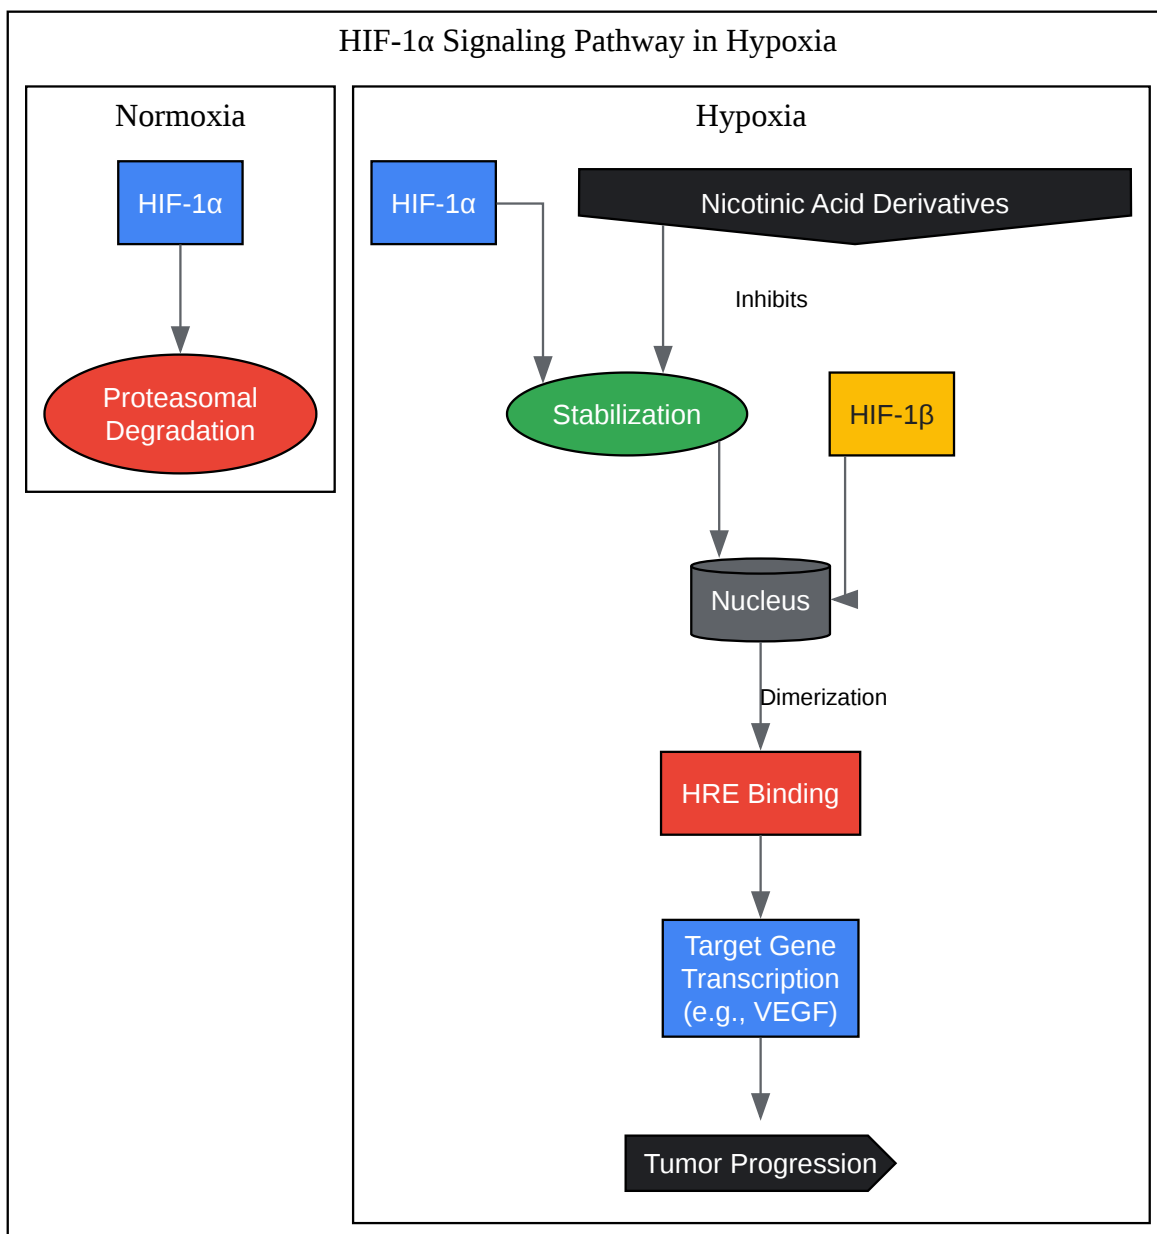 HIF-1α Signaling Pathway in Hypoxia
Normoxia
HIF-1α
Proteasomal
Degradation
Hypoxia
HIF-1α
Nicotinic Acid Derivatives
Inhibits
Stabilization
HIF-1β
Nucleus
Dimerization
HRE Binding
Target Gene
Transcription
(e.g., VEGF)
Tumor Progression